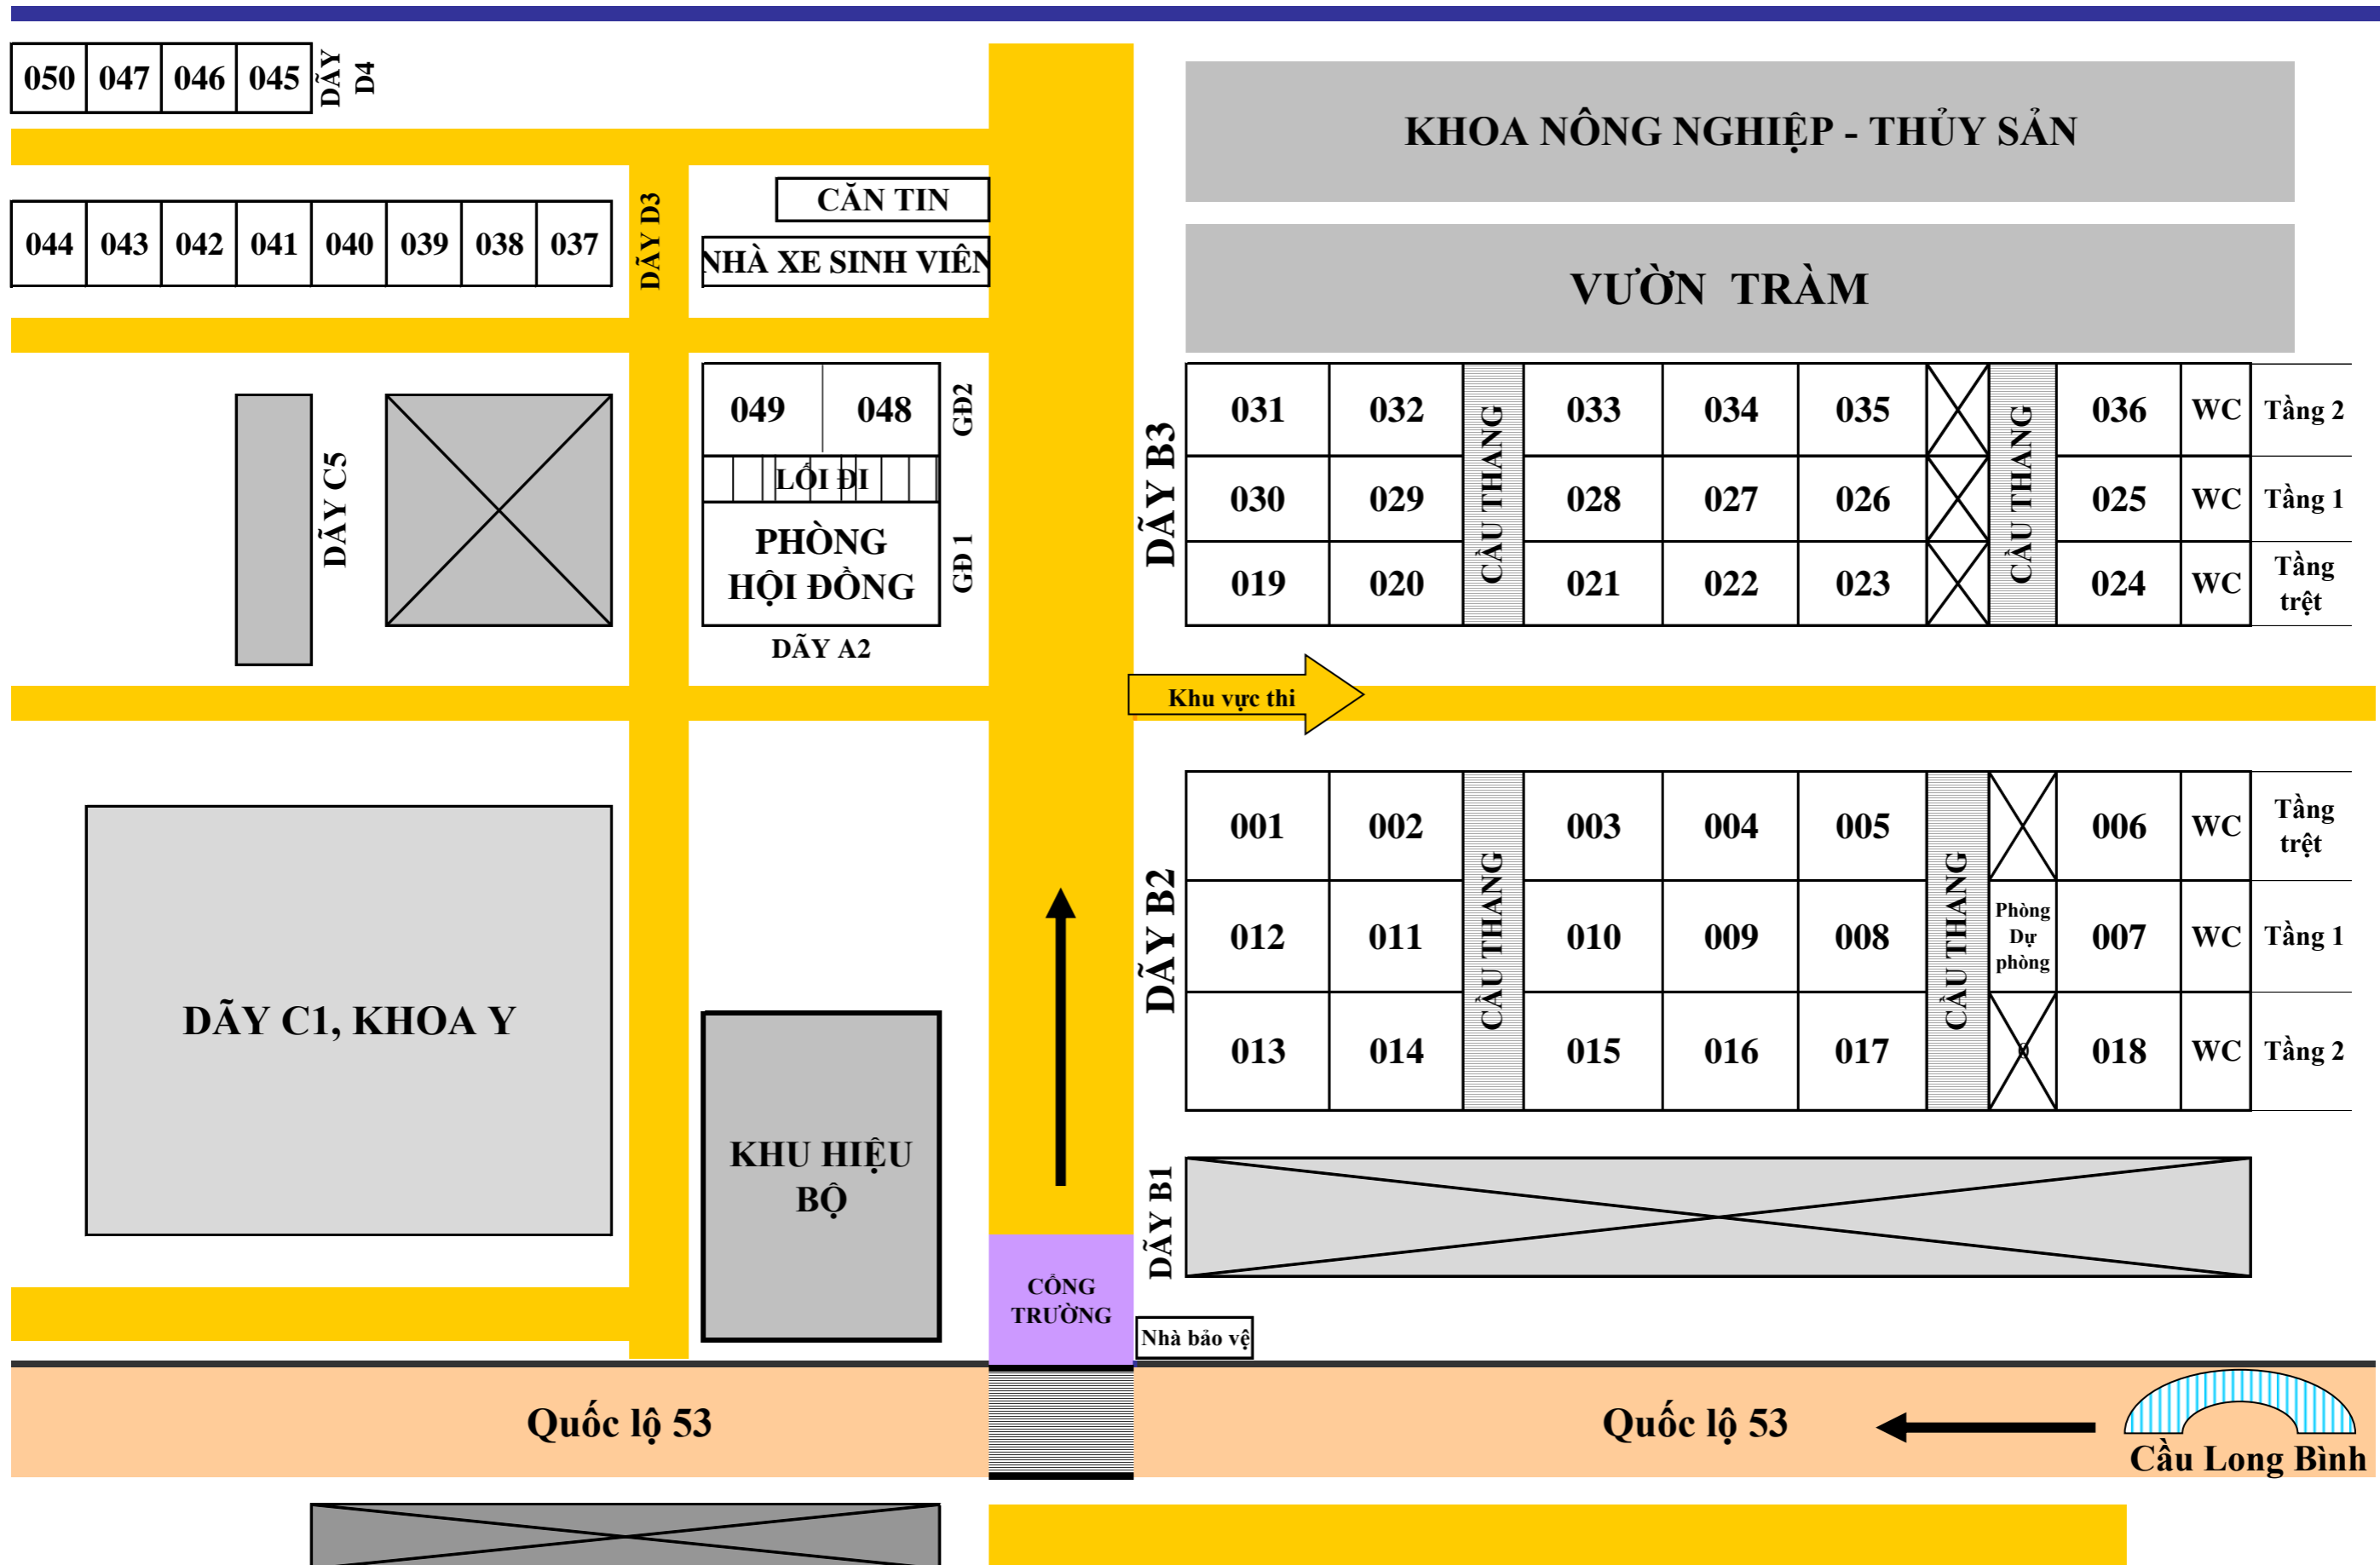 050 047 046 045
DÃY
D4
KHOA NÔNG NGHIỆP - THỦY SẢN
CĂN TIN
044 043 042 041 040 039 038 037
DÃY D3
NHÀ XE SINH VIÊN
VƯỜN TRÀM
049 048
GĐ2
LỐI ĐI
PHÒNG
HỘI ĐỒNG
GĐ 1
DÃY A2
DÃY C5
DÃY B3
031 032 033 034 035 036 WC Tầng 2
030 029 028 027 026 025 WC Tầng 1
019 020 021 022 023 024 WC Tầng
trệt
CẦU THANG
CẦU THANG
Khu vực thi
DÃY B2
001 002 003 004 005 006 WC Tầng
trệt
012 011 010 009 008 007 WC Tầng 1
Phòng
Dự
phòng
013 014 015 016 017 018 WC Tầng 2
CẦU THANG
CẦU THANG
DÃY C1, KHOA Y
KHU HIỆU
BỘ
DÃY B1
CỔNG
TRƯỜNG
Nhà bảo vệ
Quốc lộ 53
Quốc lộ 53
Cầu Long Bình